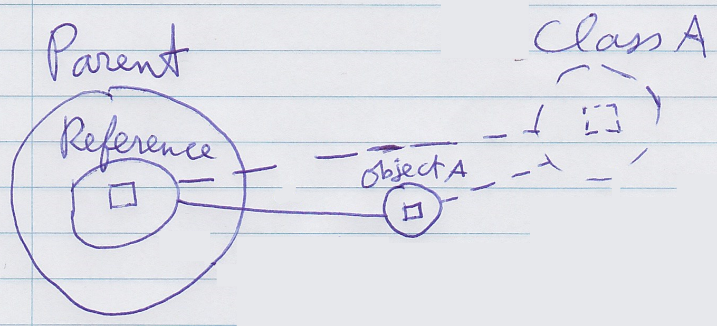 Parent
Class A
Reference
object A